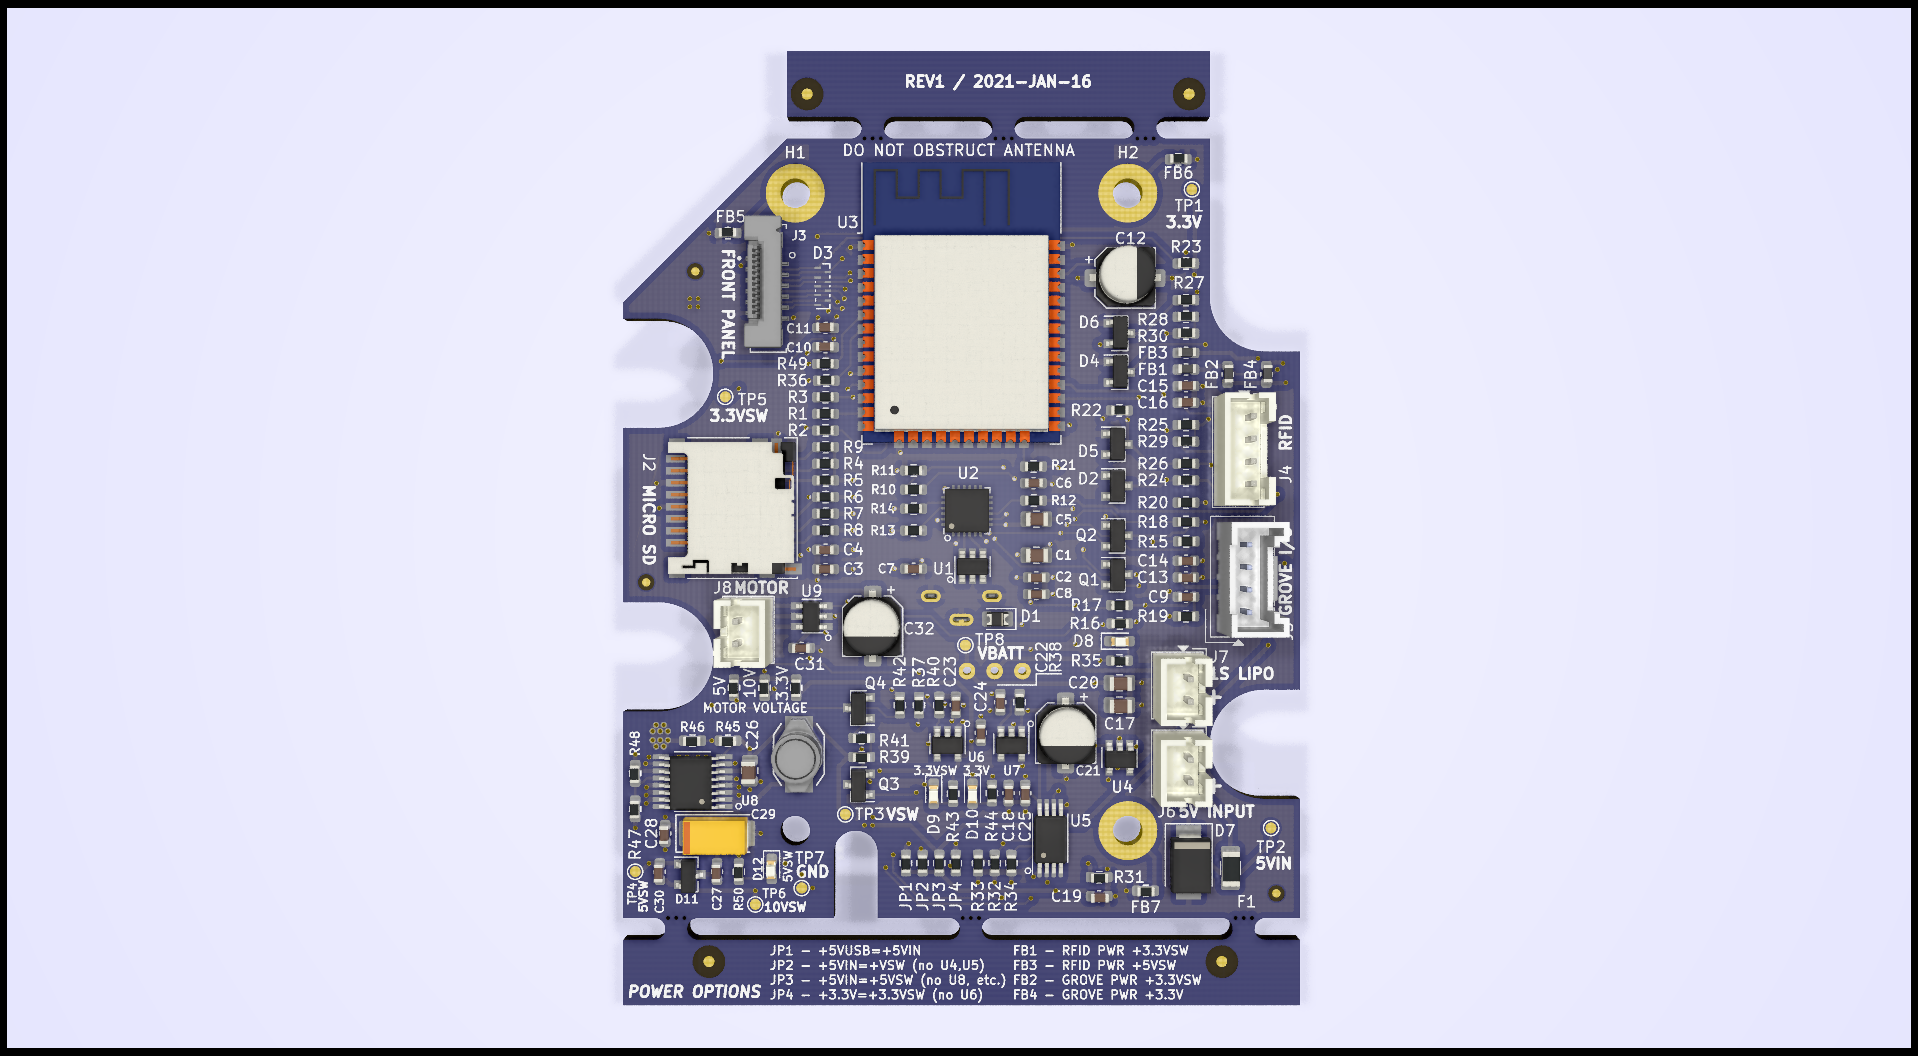 REV1 / 2021-JAN-16
DO NOT OBSTRUCT ANTENNA
H1
H2
FB6
TP1
3.3V
U3
FB5
J3
D3
FRONT PANEL
C12
+
R23
R27
C11
C10
R49
R36
R3
R1
R2
D6
D4
R28
R30
FB3
FB1
C15
C16
FB2
FB4
TP5
3.3VSW
R22
R25
R29
D5
D2
R26
R24
R20
J4
RFID
J2
MICRO SD
R9
R4
R5
R6
R7
R8
C4
C3
R11
R10
R14
R13
C7
U2
U1
R21
C6
R12
C5
C1
C2
C8
Q2
Q1
R18
R15
C14
C13
C9
R19
GROVE
R17
R16
D8
R35
C20
C17
J8
MOTOR
U9
C31
C32
+
D1
TP8
VBATT
C22
R38
5V
10V
3.3V
MOTOR VOLTAGE
Q4
R42
R37
R40
C23
C24
R41
R39
Q3
U6
U7
3.3VSW
3.3V
C21
+
U4
J7
1S LIPO
J6
5V INPUT
R48
R46
R45
C26
U8
C29
R47
C28
TP4
5VSW
C30
D11
C27
R50
D12
5VSW
TP7
GND
TP6
10VSW
TP3
VSW
D9
R43
D10
R44
C18
C25
U5
JP1
JP2
JP3
JP4
R33
R32
R34
C19
R31
FB7
D7
F1
TP2
5VIN
POWER OPTIONS
JP1 - +5VUSB=+5VIN
JP2 - +5VIN=+VSW (no U4,U5)
JP3 - +5VIN=+5VSW (no U8, etc.)
JP4 - +3.3V=+3.3VSW (no U6)
FB1 - RFID PWR +3.3VSW
FB3 - RFID PWR +5VSW
FB2 - GROVE PWR +3.3VSW
FB4 - GROVE PWR +3.3V